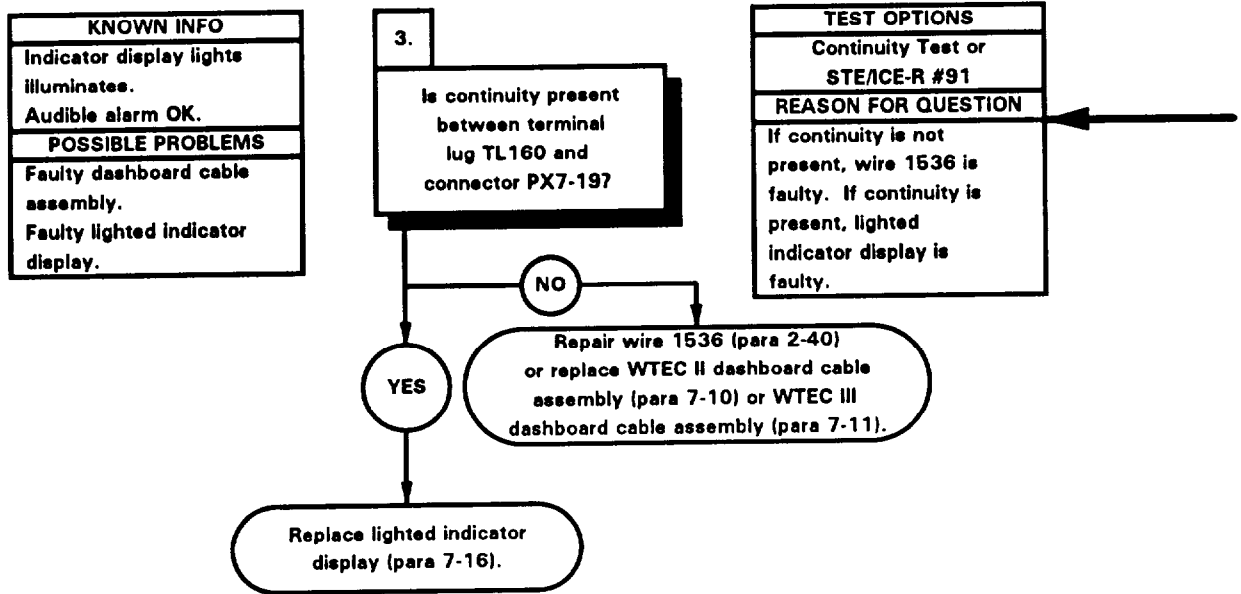 KNOWN INFO
Indicator display lights
illuminates.
Audible alarm OK.
POSSIBLE PROBLEMS
Faulty dashboard cable
assembly.
Faulty lighted indicator
display.
3.
Is continuity present
between terminal
lug TL160 and
connector PX7-19?
TEST OPTIONS
Continuity Test or
STE/ICE-R #91
REASON FOR QUESTION
If continuity is not
present, wire 1536 is
faulty. If continuity is
present, lighted
indicator display is
faulty.
NO
YES
Repair wire 1536 (para 2-40)
or replace WTEC II dashboard cable
assembly (para 7-10) or WTEC III
dashboard cable assembly (para 7-11).
Replace lighted indicator
display (para 7-16).